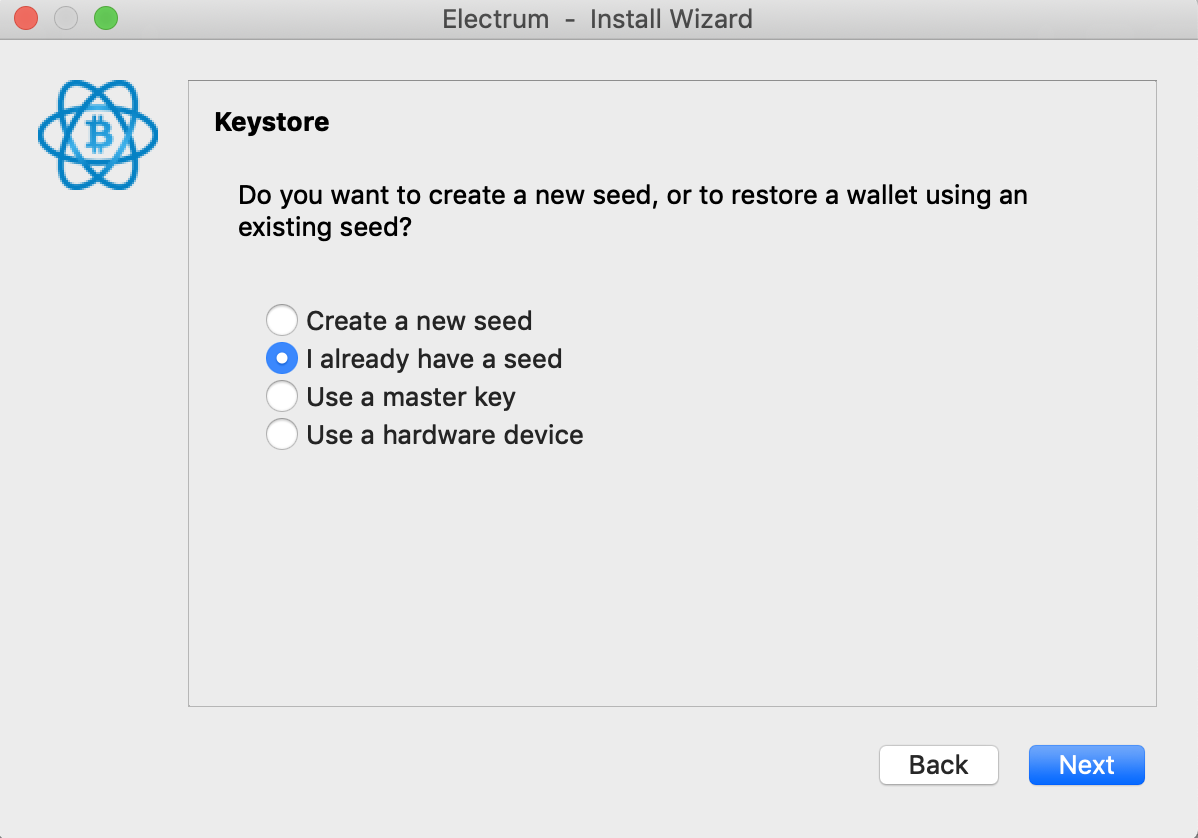 Electrum - Install Wizard
Keystore
Do you want to create a new seed, or to restore a wallet using an
existing seed?
Create a new seed
I already have a seed
Use a master key
Use a hardware device
Back
Next